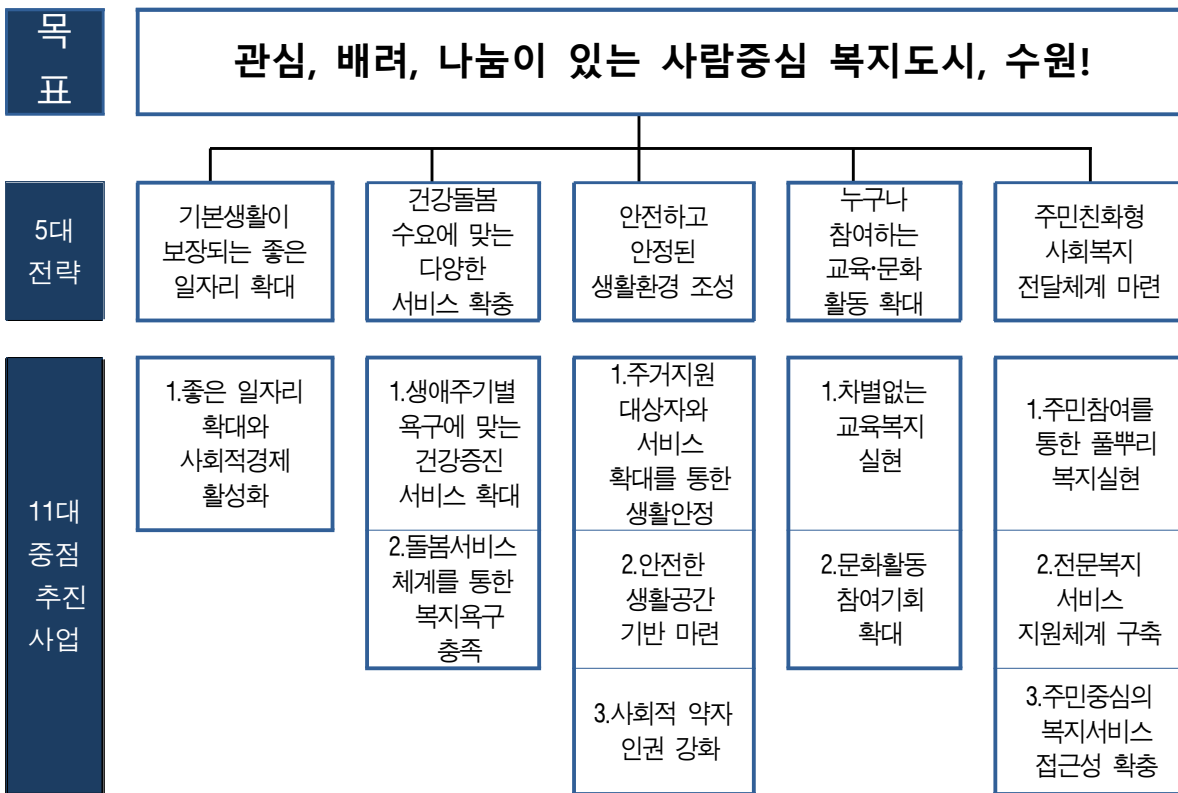 목
표
관심, 배려, 나눔이 있는 사람중심 복지도시, 수원!
5대
전략
기본생활이
보장되는 좋은
일자리 확대
건강돌봄
수요에 맞는
다양한
서비스 확충
안전하고
안정된
생활환경 조성
누구나
참여하는
교육·문화
활동 확대
주민친화형
사회복지
전달체계 마련
11대
중점
추진
사업
1.좋은 일자리
확대와
사회적경제
활성화
1.생애주기별
욕구에 맞는
건강증진
서비스 확대
2.돌봄서비스
체계를 통한
복지욕구
충족
1.주거지원
대상자와
서비스
확대를 통한
생활안정
2.안전한
생활공간
기반 마련
3.사회적 약자
인권 강화
1.차별없는
교육복지
실현
2.문화활동
참여기회
확대
1.주민참여를
통한 풀뿌리
복지실현
2.전문복지
서비스
지원체계 구축
3.주민중심의
복지서비스
접근성 확충